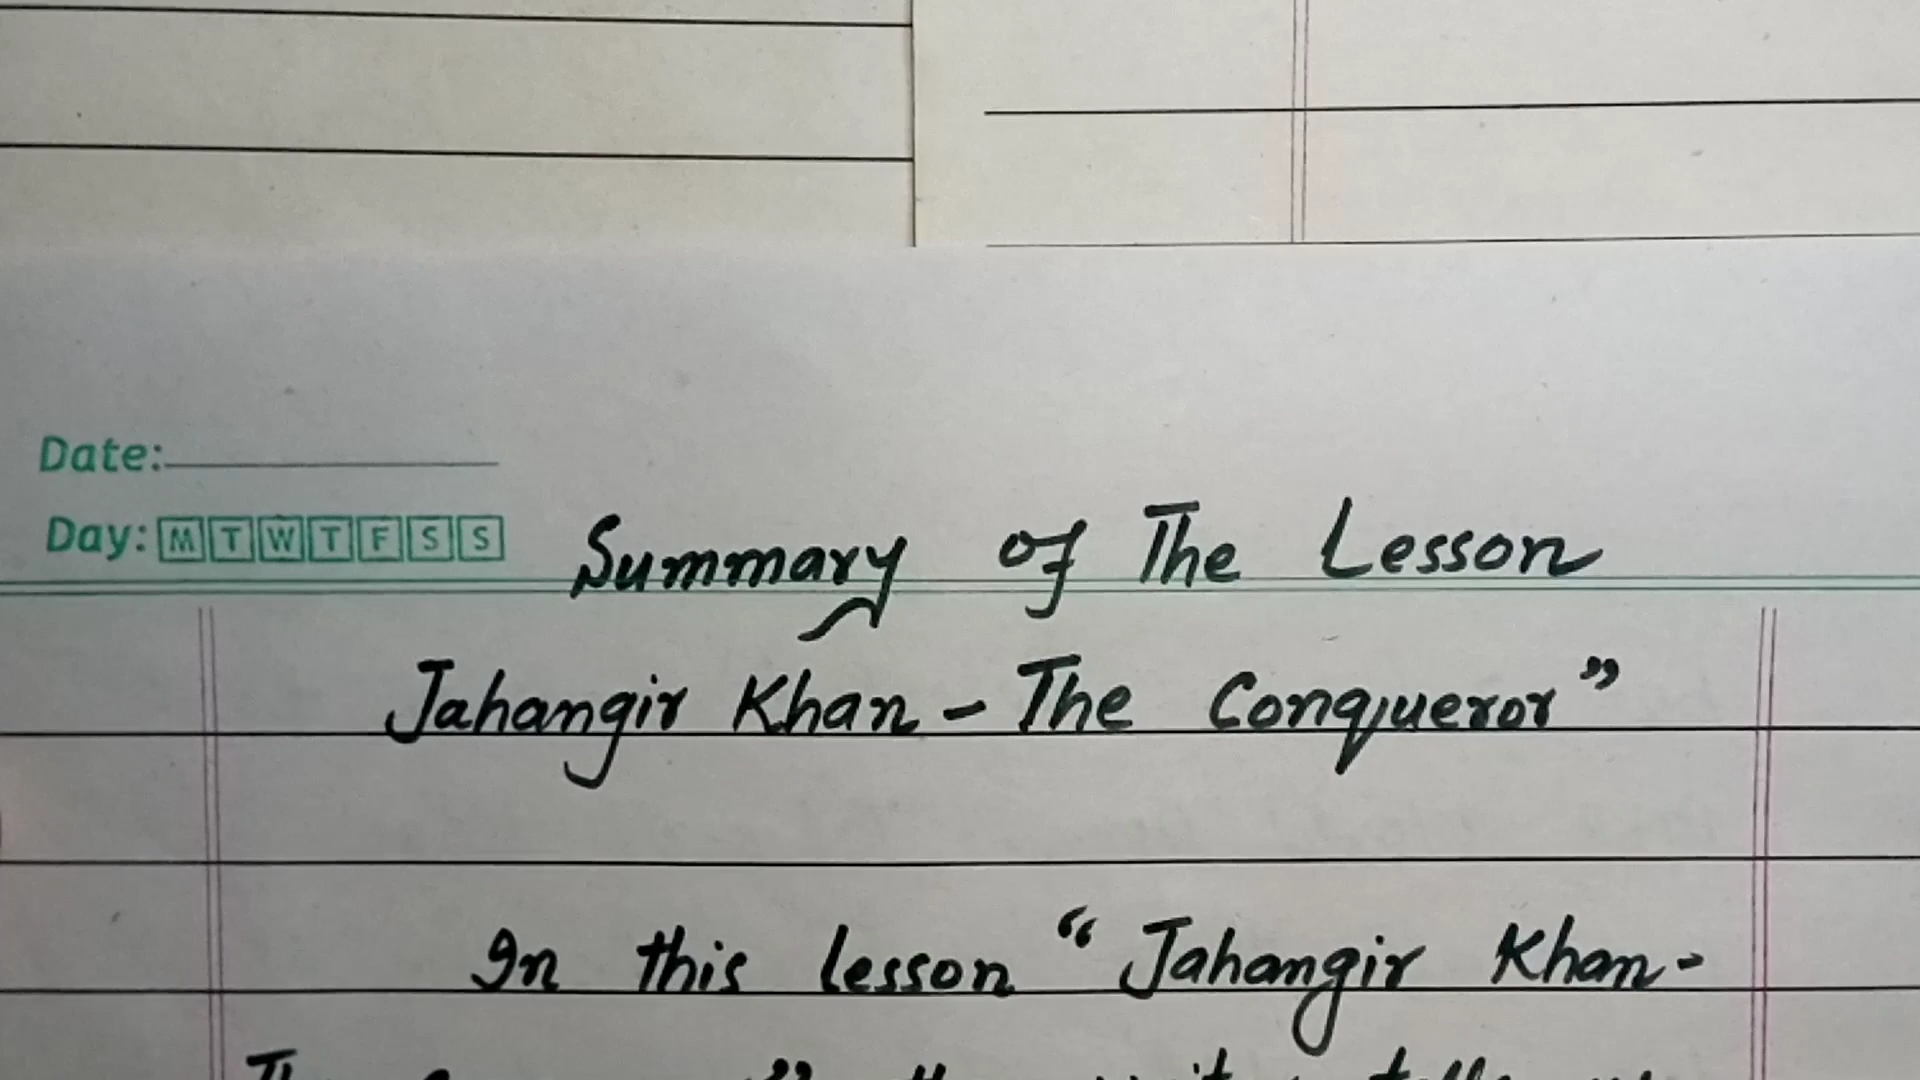 Date:
Day: M T W T F S S
Summary of The Lesson
Jahangir Khan - The Conqueror”
In this lesson “Jahangir Khan-